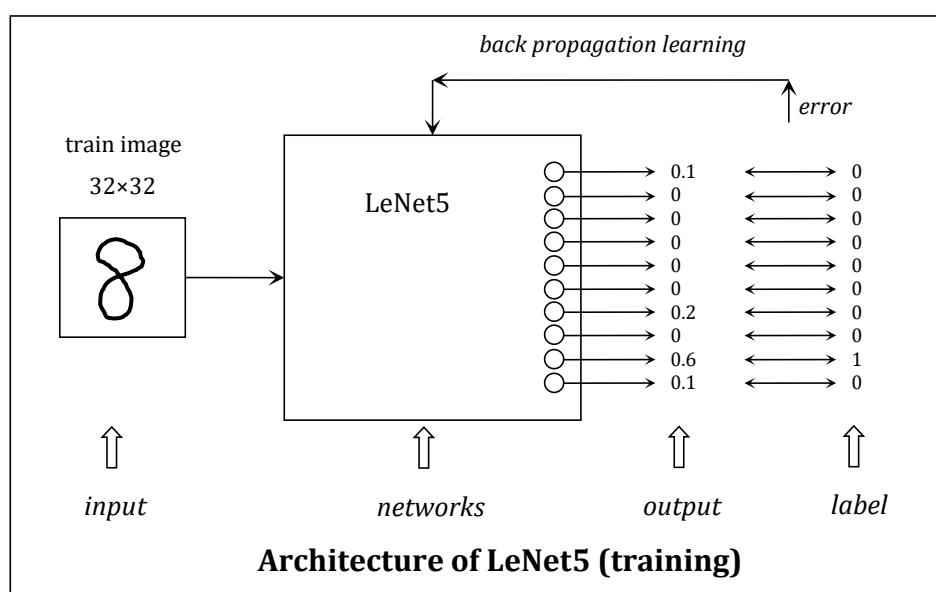 back propagation learning
error
train image
32×32
LeNet5
0.1 0
0 0
0 0
0 0
0 0
0 0
0.2 0
0 0
0.6 1
0.1 0
input networks output label
Architecture of LeNet5 (training)